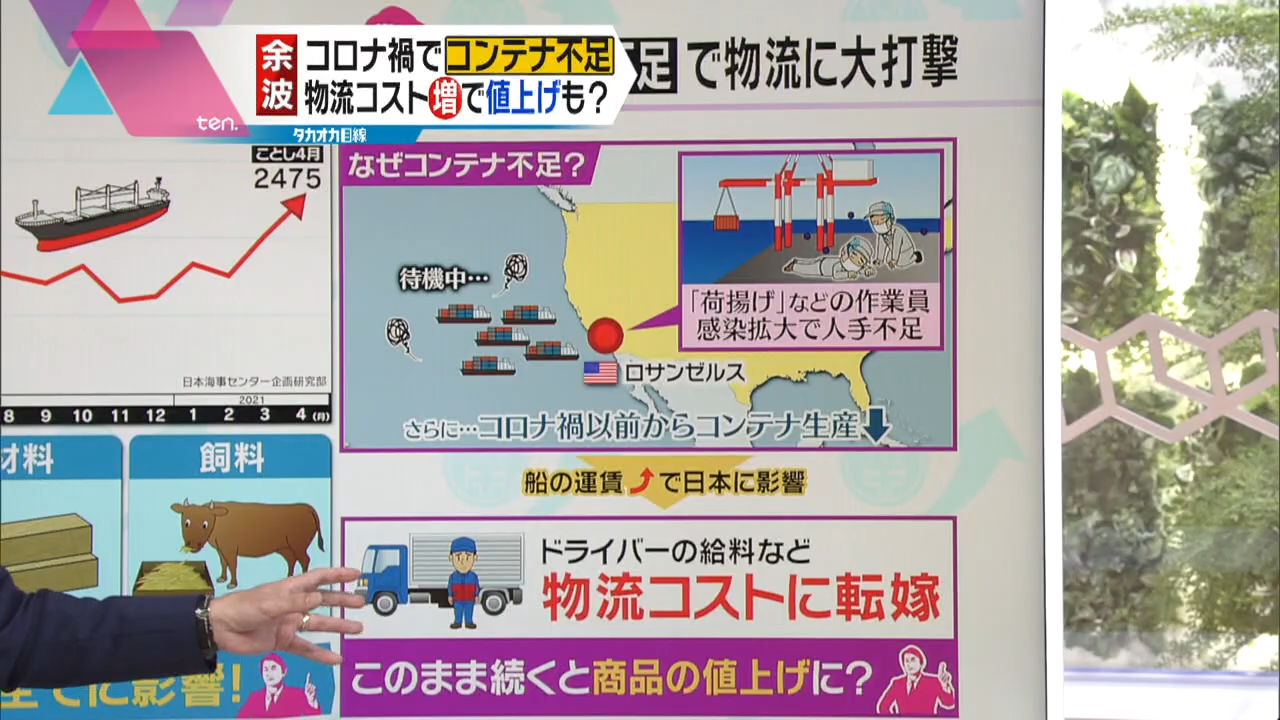 余波
コロナ禍でコンテナ不足
物流コスト増で値上げも?
ten.
タカオカ目線
足で物流に大打撃
ことし4月
2475
日本海事センター企画研究部
2021
8 9 10 11 12 1 2 3 4(月)
材料
飼料
全てに影響!
なぜコンテナ不足?
待機中…
「荷揚げ」などの作業員
感染拡大で人手不足
ロサンゼルス
さらに…コロナ禍以前からコンテナ生産
船の運賃
で日本に影響
ドライバーの給料など
物流コストに転嫁
このまま続くと商品の値上げに?